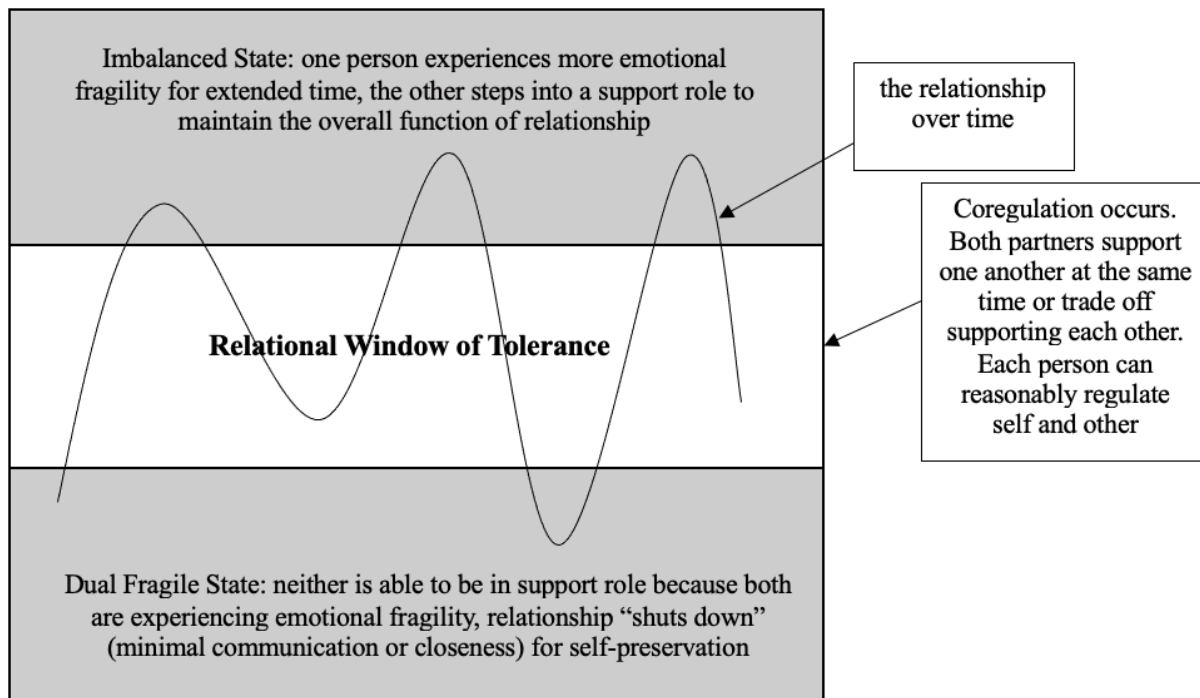 Imbalanced State: one person experiences more emotional
fragility for extended time, the other steps into a support role to
maintain the overall function of relationship
the relationship
over time
Coregulation occurs.
Both partners support
one another at the same
time or trade off
supporting each other.
Each person can
reasonably regulate
self and other
Relational Window of Tolerance
Dual Fragile State: neither is able to be in support role because both
are experiencing emotional fragility, relationship “shuts down”
(minimal communication or closeness) for self-preservation